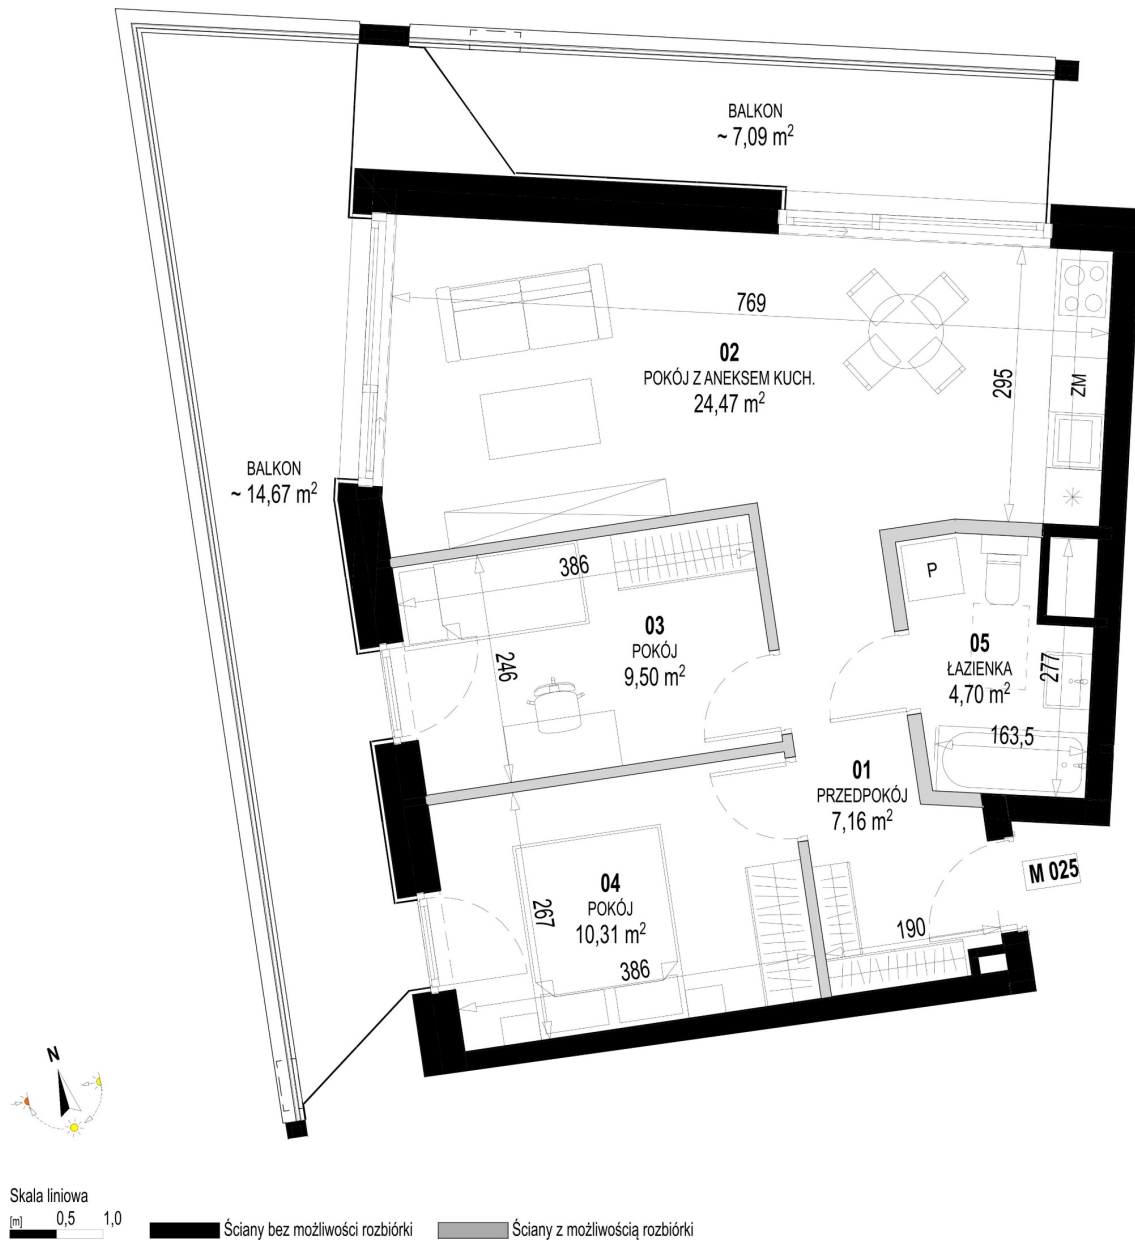 BALKON
~ 7,09 m²
769
02
POKÓJ Z ANEKSEM KUCH.
24,47 m²
295
ZM
BALKON
~ 14,67 m²
386
P
03
POKÓJ
9,50 m²
246
05
ŁAZIENKA
4,70 m²
277
163,5
01
PRZEDPOKÓJ
7,16 m²
M 025
04
POKÓJ
10,31 m²
267
386
190
N
Skala liniowa
[m] 0,5 1,0
Ściany bez możliwości rozbiórki
Ściany z możliwością rozbiórki